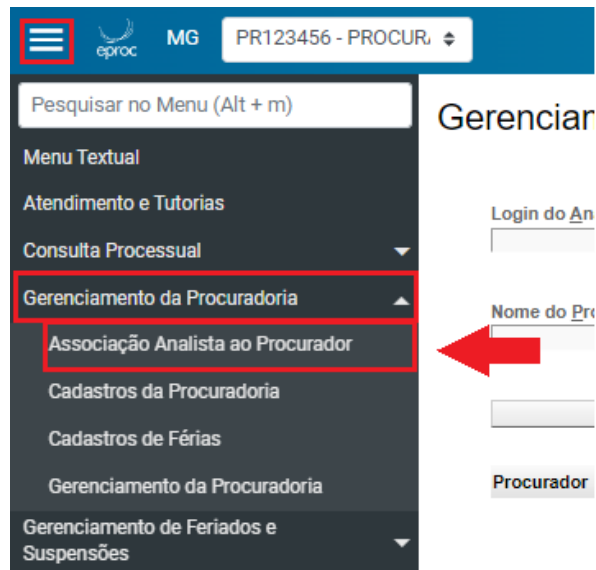 eproc MG PR123456 - PROCUR
Pesquisar no Menu (Alt + m)
Menu Textual
Atendimento e Tutorias
Consulta Processual
Gerenciamento da Procuradoria
Associação Analista ao Procurador
Cadastros da Procuradoria
Cadastros de Férias
Gerenciamento da Procuradoria
Gerenciamento de Feriados e
Suspensões
Gerenciar
Login do An
Nome do Pro
Procurador